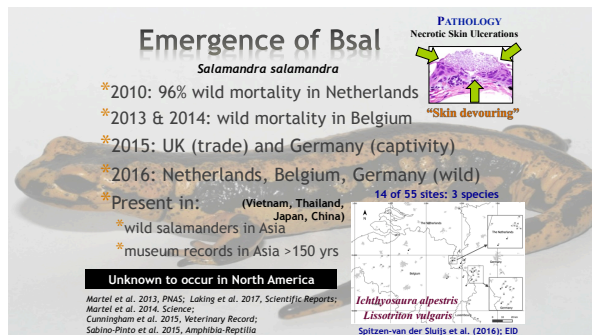 Emergence of Bsal
PATHOLOGY
Necrotic Skin Ulcerations
Salamandra salamandra
*2010: 96% wild mortality in Netherlands
"Skin devouring"
*2013 & 2014: wild mortality in Belgium
*2015: UK (trade) and Germany (captivity)
*2016: Netherlands, Belgium, Germany (wild)
*Present in:
(Vietnam, Thailand,
Japan, China)
*wild salamanders in Asia
*museum records in Asia >150 yrs
14 of 55 sites: 3 species
The Netherlands
Belgium
Germany
Ichthyosaura alpestris
Lissotriton vulgaris
Spitzen-van der Sluijs et al. (2016); EID
Unknown to occur in North America
Martel et al. 2013, PNAS; Laking et al. 2017, Scientific Reports;
Martel et al. 2014. Science;
Cunningham et al. 2015, Veterinary Record;
Sabino-Pinto et al. 2015, Amphibia-Reptilia